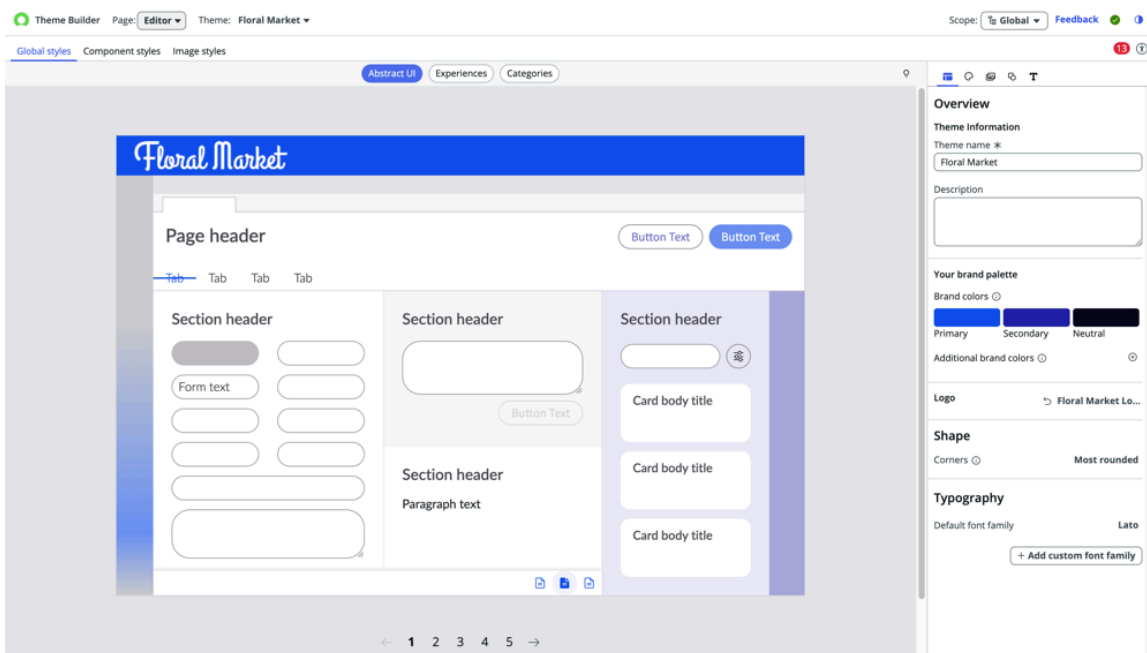 Theme Builder Page: Editor Theme: Floral Market Scope: Global Feedback
Global styles Component styles Image styles 13
Abstract UI Experiences Categories
Floral Market
Page header Button Text Button Text
Tab Tab Tab Tab
Section header
Form text
Section header
Button Text
Section header
Paragraph text
Section header
Card body title
Card body title
Card body title
1 2 3 4 5
T
Overview
Theme Information
Theme name *
Floral Market
Description
Your brand palette
Brand colors
Primary Secondary Neutral
Additional brand colors
Logo Floral Market Lo...
Shape
Corners Most rounded
Typography
Default font family Lato
+ Add custom font family